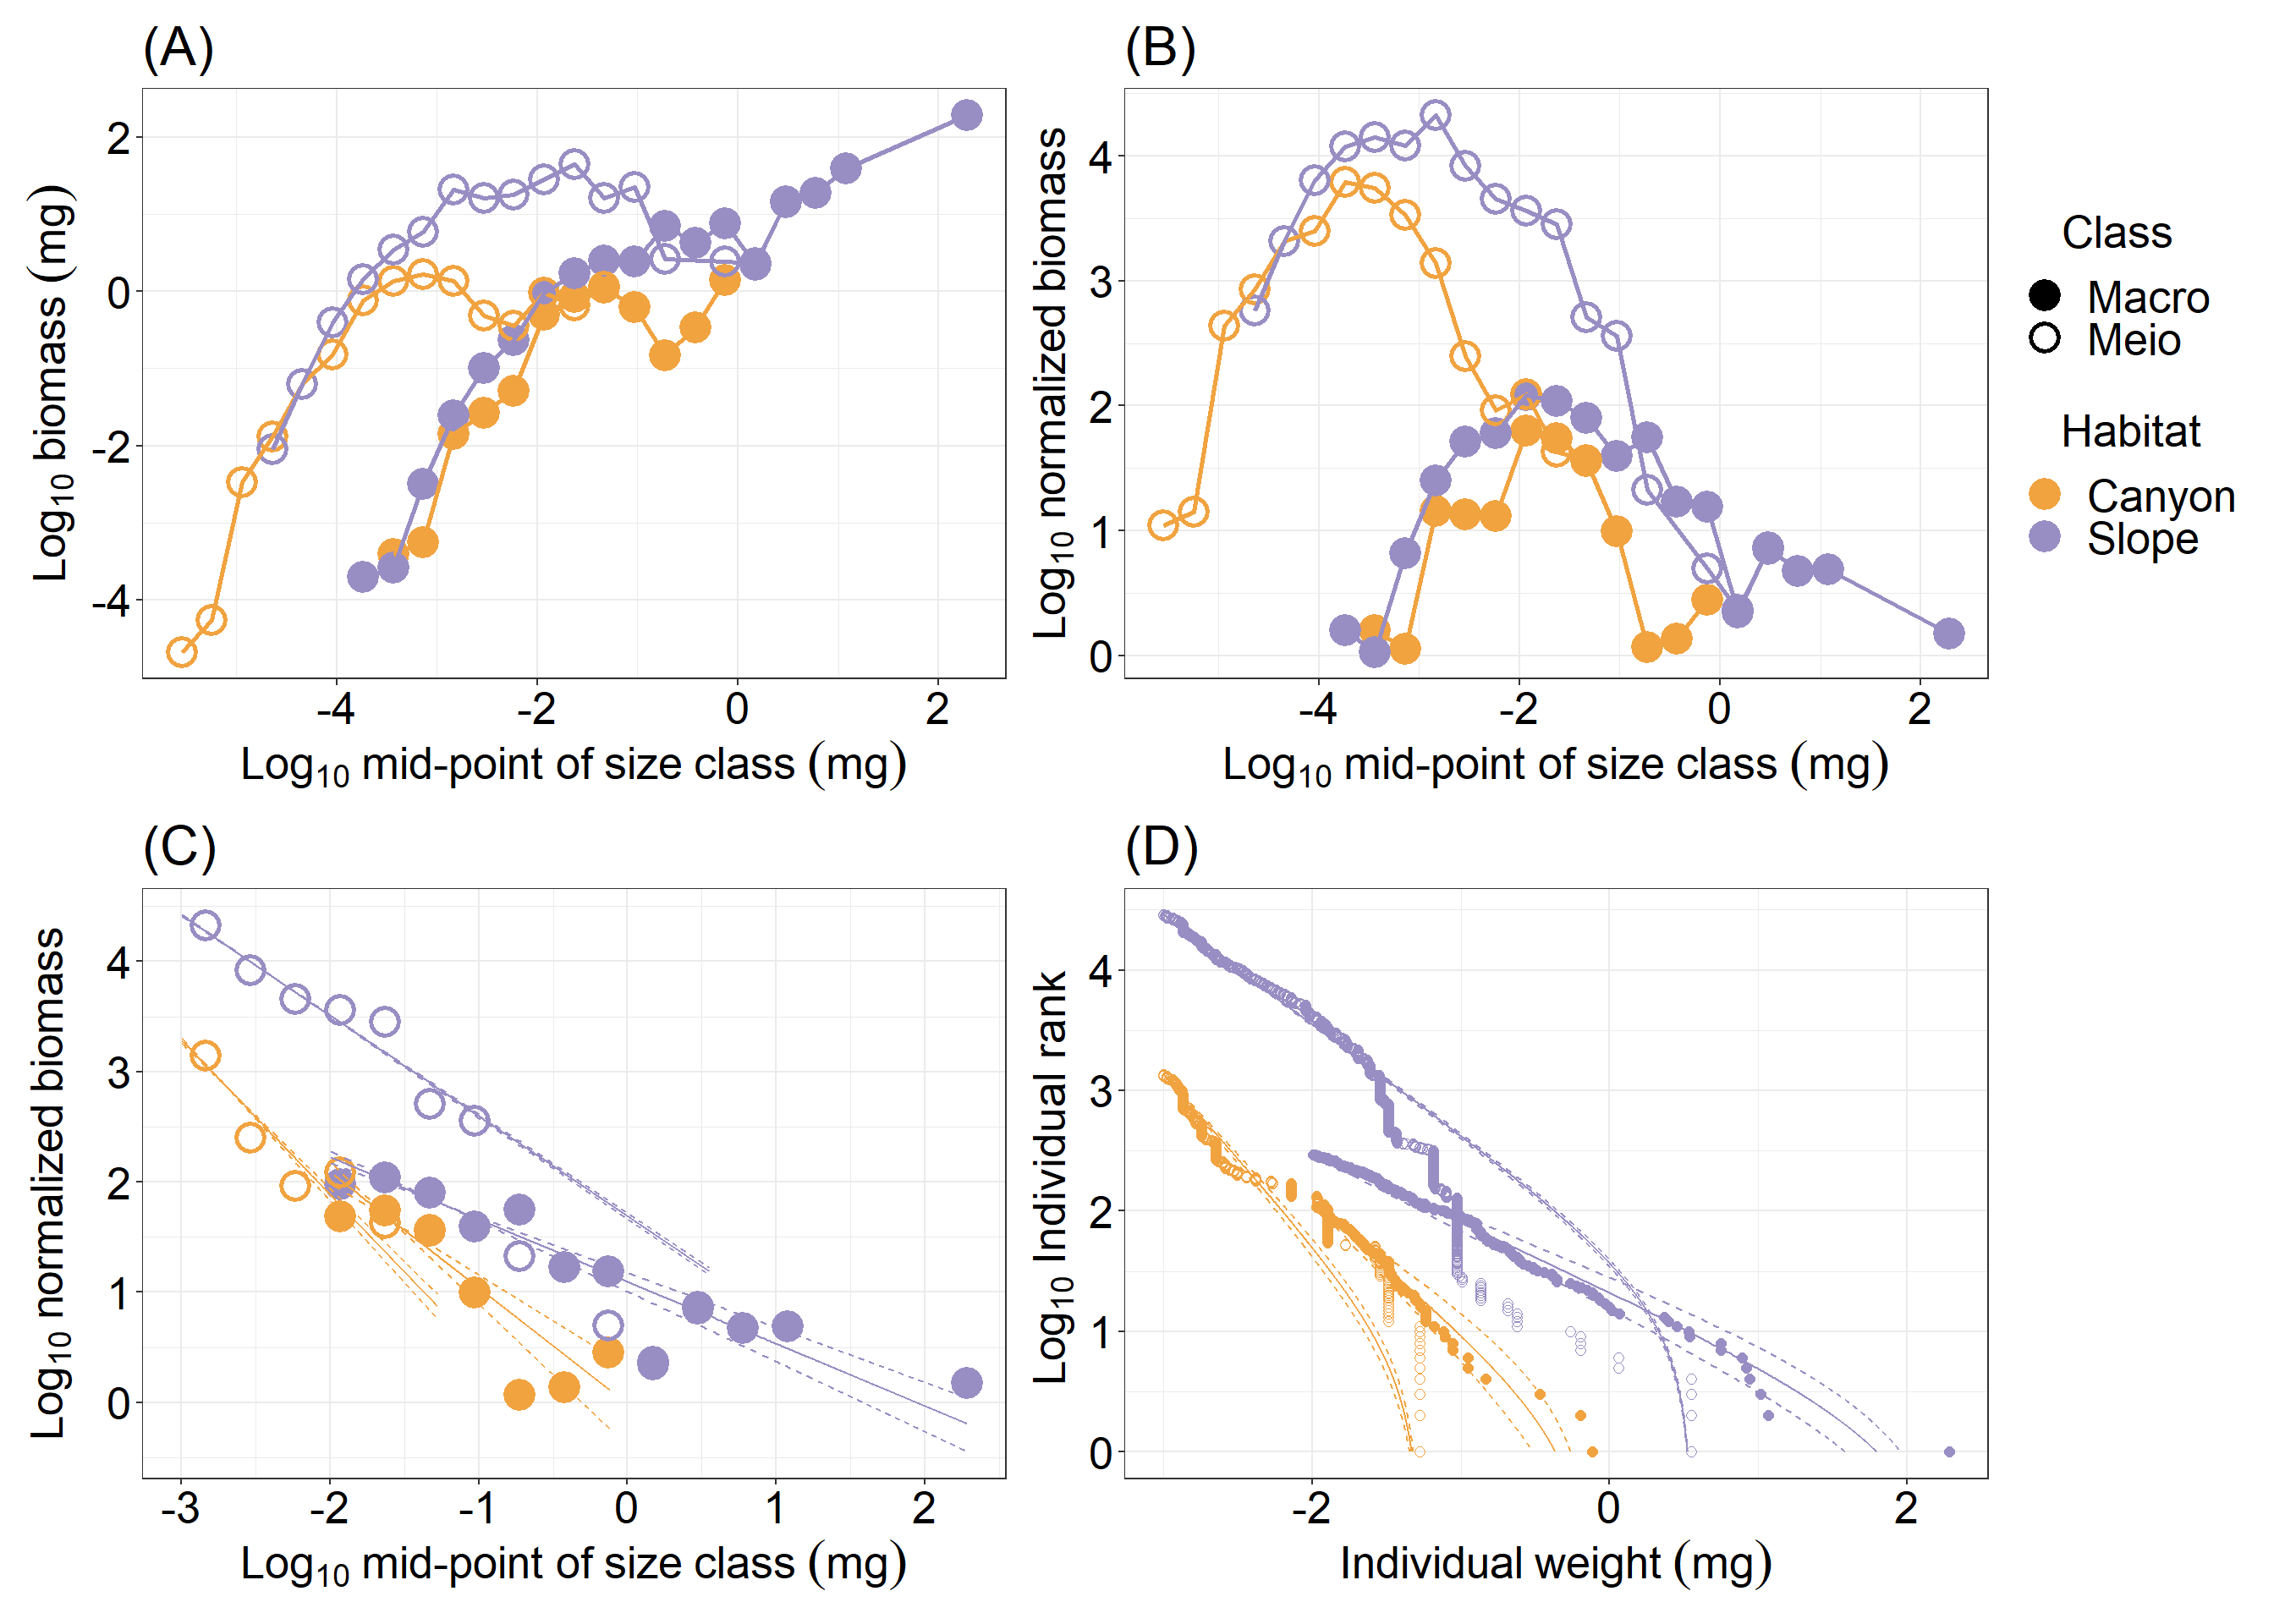 (A)
Log10 biomass (mg)
2
0
-2
-4
-4 -2 0 2
Log10 mid-point of size class (mg)
(B)
Log10 normalized biomass
4
3
2
1
0
-4 -2 0 2
Log10 mid-point of size class (mg)
Class
Macro
Meio
Habitat
Canyon
Slope
(C)
Log10 normalized biomass
4
3
2
1
0
-3 -2 -1 0 1 2
Log10 mid-point of size class (mg)
(D)
Log10 Individual rank
4
3
2
1
0
-2 0 2
Individual weight (mg)